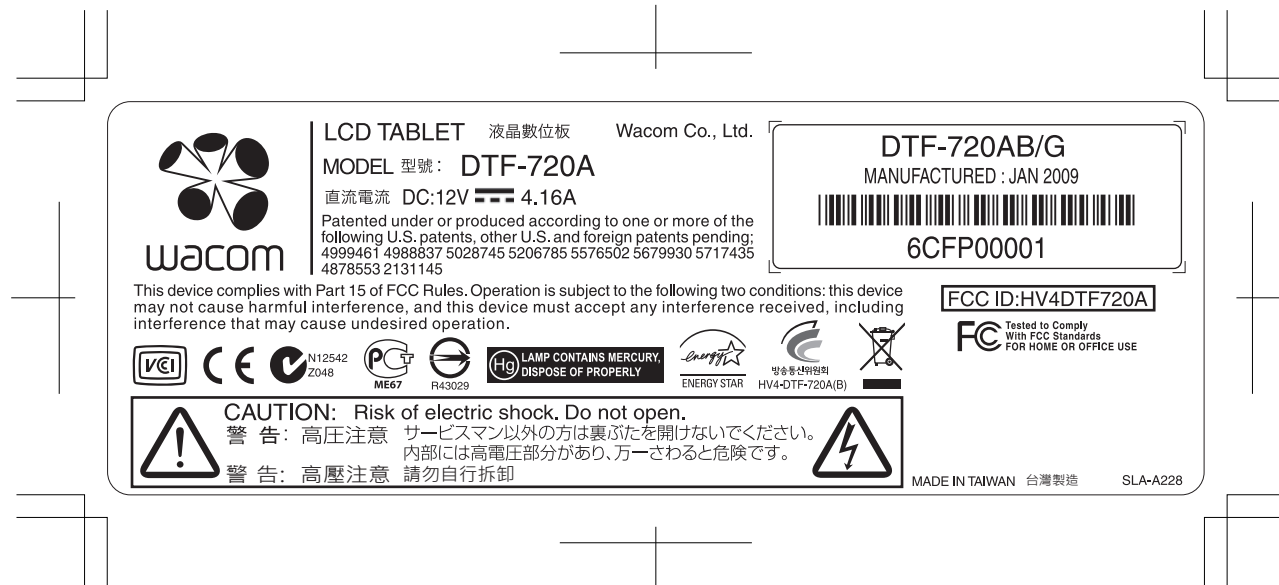 wacom
LCD TABLET 液晶數位板 Wacom Co., Ltd.
MODEL 型號： DTF-720A
直流電流 DC:12V 4.16A
Patented under or produced according to one or more of the
following U.S. patents, other U.S. and foreign patents pending;
4999461 4988837 5028745 5206785 5576502 5679930 5717435
4878553 2131145
DTF-720AB/G
MANUFACTURED : JAN 2009
6CFP00001
This device complies with Part 15 of FCC Rules. Operation is subject to the following two conditions: this device
may not cause harmful interference, and this device must accept any interference received, including
interference that may cause undesired operation.
FCC ID:HV4DTF720A
FC Tested to Comply
With FCC Standards
FOR HOME OR OFFICE USE
VCI
CE
N12542
Z048
PCT
ME67
R43029
Hg LAMP CONTAINS MERCURY,
DISPOSE OF PROPERLY
energy
ENERGY STAR
방송통신위원회
HV4-DTF-720A(B)
CAUTION: Risk of electric shock. Do not open.
警 告： 高圧注意 サービスマン以外の方は裏ぶたを開けないでください。
内部には高電圧部分があり、万一さわると危険です。
警 告： 高壓注意 請勿自行拆卸
MADE IN TAIWAN 台灣製造 SLA-A228